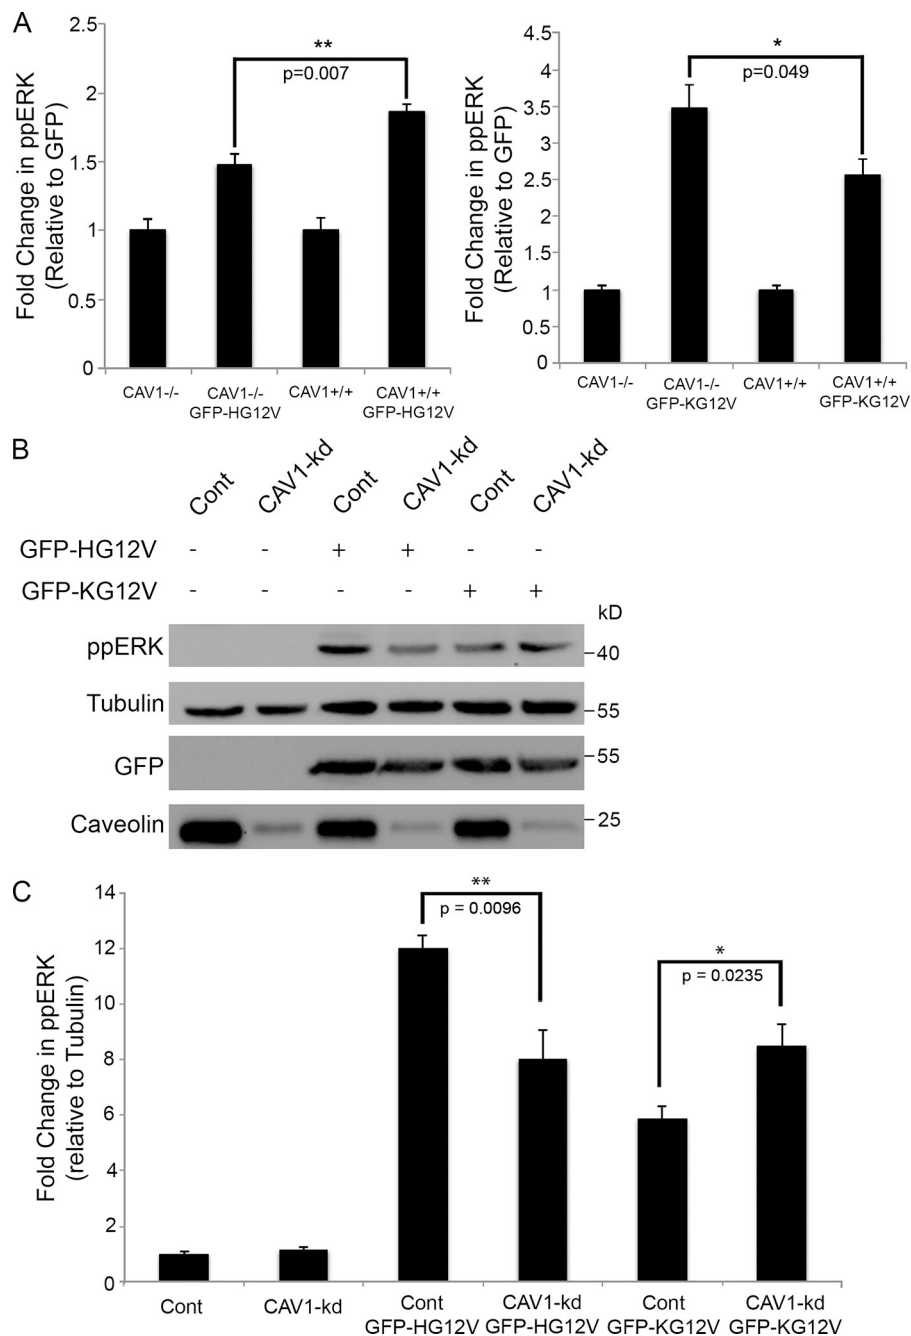 A
Fold Change in ppERK
(Relative to GFP)
2.5
2
1.5
1
0.5
0
**
p=0.007
CAV1-/-
CAV1-/-
GFP-HG12V
CAV1+/+
CAV1+/+
GFP-HG12V
Fold Change in ppERK
(Relative to GFP)
4.5
4
3.5
3
2.5
2
1.5
1
0.5
0
*
p=0.049
CAV1-/-
CAV1-/-
GFP-KG12V
CAV1+/+
CAV1+/+
GFP-KG12V
B
Cont CAV1-kd Cont CAV1-kd Cont CAV1-kd
GFP-HG12V - - + + - -
GFP-KG12V - - - - + +
kD
ppERK 40
Tubulin 55
GFP 55
Caveolin 25
C
Fold Change in ppERK
(relative to Tubulin)
14
12
10
8
6
4
2
0
**
p = 0.0096
*
p = 0.0235
Cont
CAV1-kd
Cont
GFP-HG12V
CAV1-kd
GFP-HG12V
Cont
GFP-KG12V
CAV1-kd
GFP-KG12V